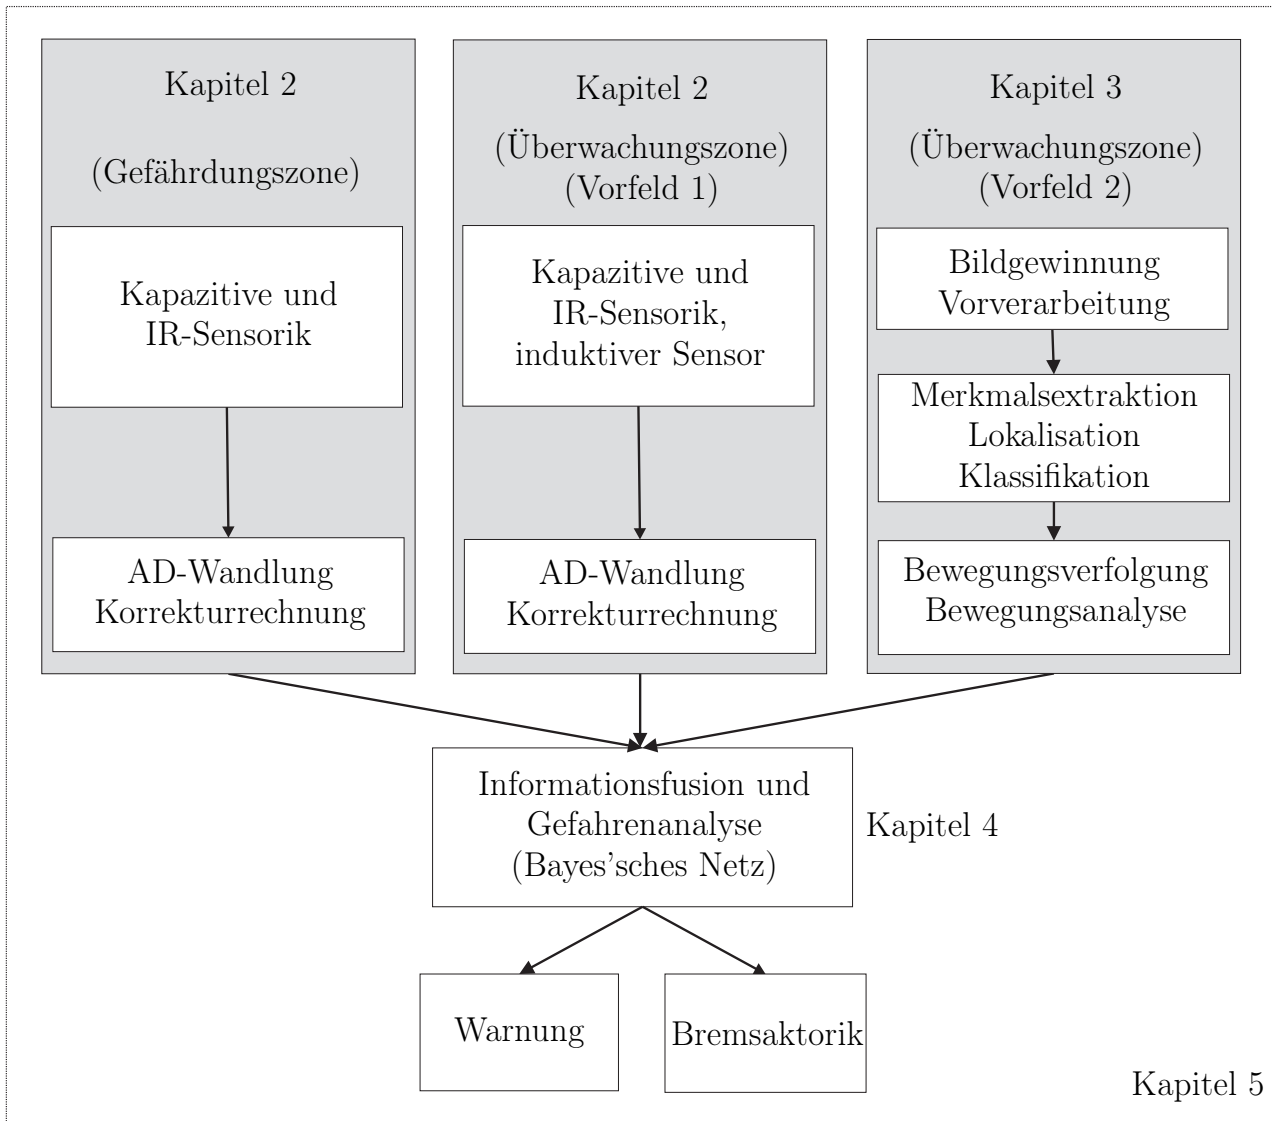 Kapitel 2
(Gefährdungszone)
Kapazitive und
IR-Sensorik
AD-Wandlung
Korrekturrechnung
Kapitel 2
(Überwachungszone)
(Vorfeld 1)
Kapazitive und
IR-Sensorik,
induktiver Sensor
AD-Wandlung
Korrekturrechnung
Kapitel 3
(Überwachungszone)
(Vorfeld 2)
Bildgewinnung
Vorverarbeitung
Merkmalsextraktion
Lokalisation
Klassifikation
Bewegungsverfolgung
Bewegungsanalyse
Informationsfusion und
Gefahrenanalyse
(Bayes'sches Netz)
Kapitel 4
Warnung
Bremsaktorik
Kapitel 5